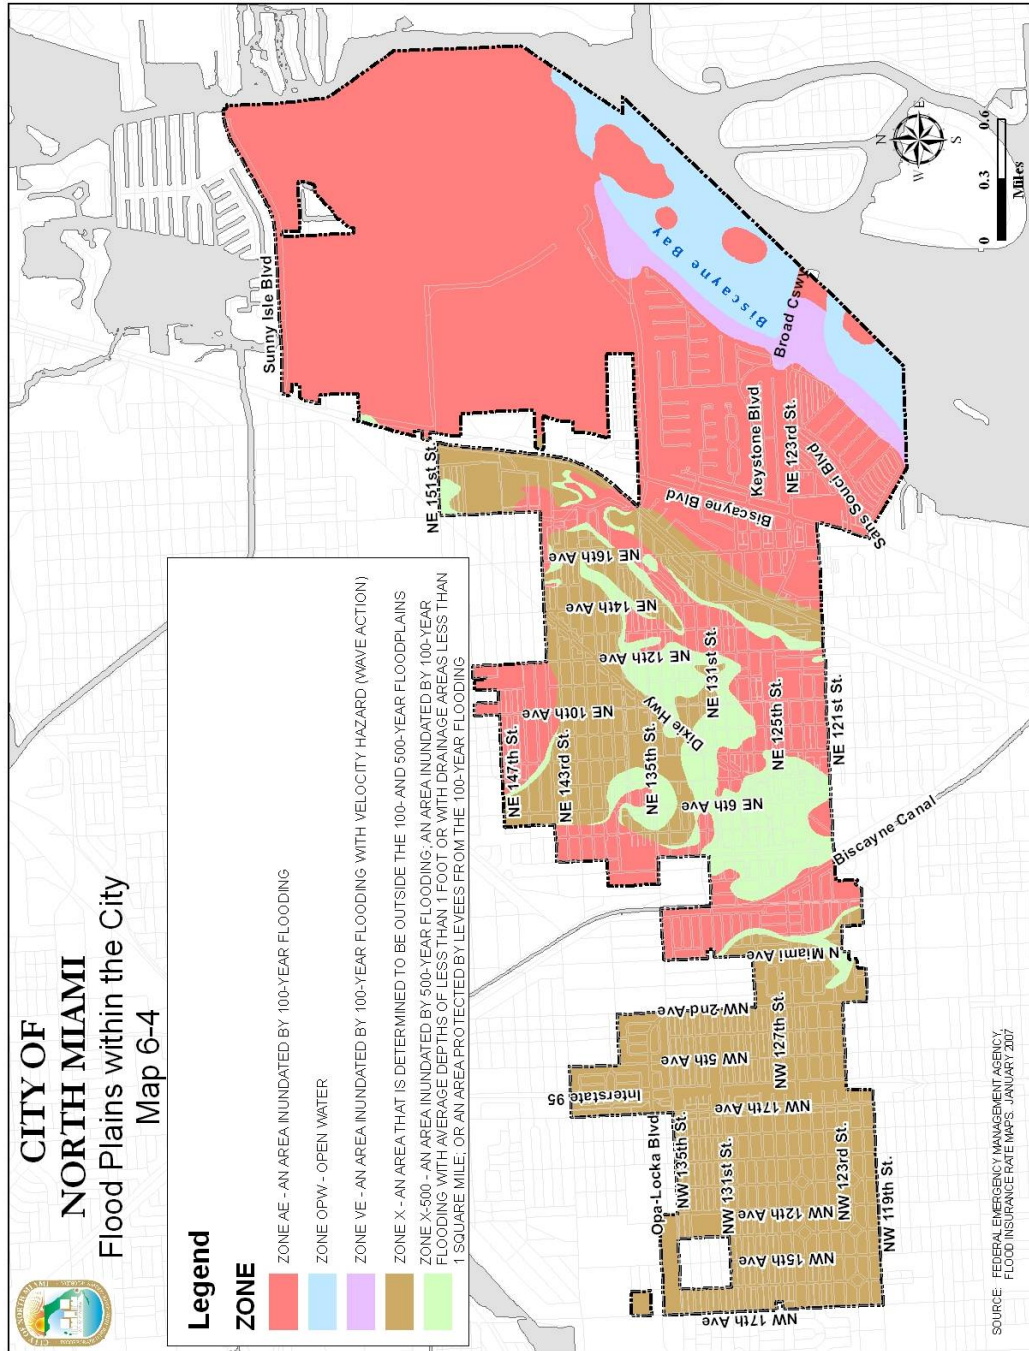 CITY OF
NORTH MIAMI
Flood Plains within the City
Map 6-4
CITY OF NORTH MIAMI
Legend
ZONE
ZONE AE - AN AREA INUNDATED BY 100-YEAR FLOODING
ZONE OPW - OPEN WATER
ZONE VE - AN AREA INUNDATED BY 100-YEAR FLOODING WITH VELOCITY HAZARD (WAVE ACTION)
ZONE X - AN AREA THAT IS DETERMINED TO BE OUTSIDE THE 100- AND 500-YEAR FLOODPLAINS
ZONE X-500 - AN AREA INUNDATED BY 500-YEAR FLOODING; AN AREA INUNDATED BY 100-YEAR
FLOODING WITH AVERAGE DEPTHS OF LESS THAN 1 FOOT OR WITH DRAINAGE AREAS LESS THAN
1 SQUARE MILE; OR AN AREA PROTECTED BY LEVEES FROM THE 100-YEAR FLOODING
Sunny Isle Blvd
NE 151st St.
NE 16th Ave
NE 14th Ave
NE 12th Ave
NE 10th Ave
NE 147th St.
NE 143rd St.
NE 135th St.
Dixie Hwy
NE 131st St.
NE 6th Ave
NE 125th St.
NE 121st St.
Biscayne Blvd
Keystone Blvd
NE 123rd St.
Sans Souci Blvd
Broad Cswy
Biscayne Bay
Biscayne Canal
N Miami Ave
NW 2nd Ave
NW 5th Ave
NW 127th St.
Interstate 95
NW 17th Ave
Opa-Locka Blvd
NW 135th St.
NW 131st St.
NW 12th Ave
NW 123rd St.
NW 119th St.
NW 15th Ave
NW 17th Ave
N
E
S
W
0 0.3 0.6
Miles
SOURCE: FEDERAL EMERGENCY MANAGEMENT AGENCY,
FLOOD INSURANCE RATE MAPS. JANUARY 2007